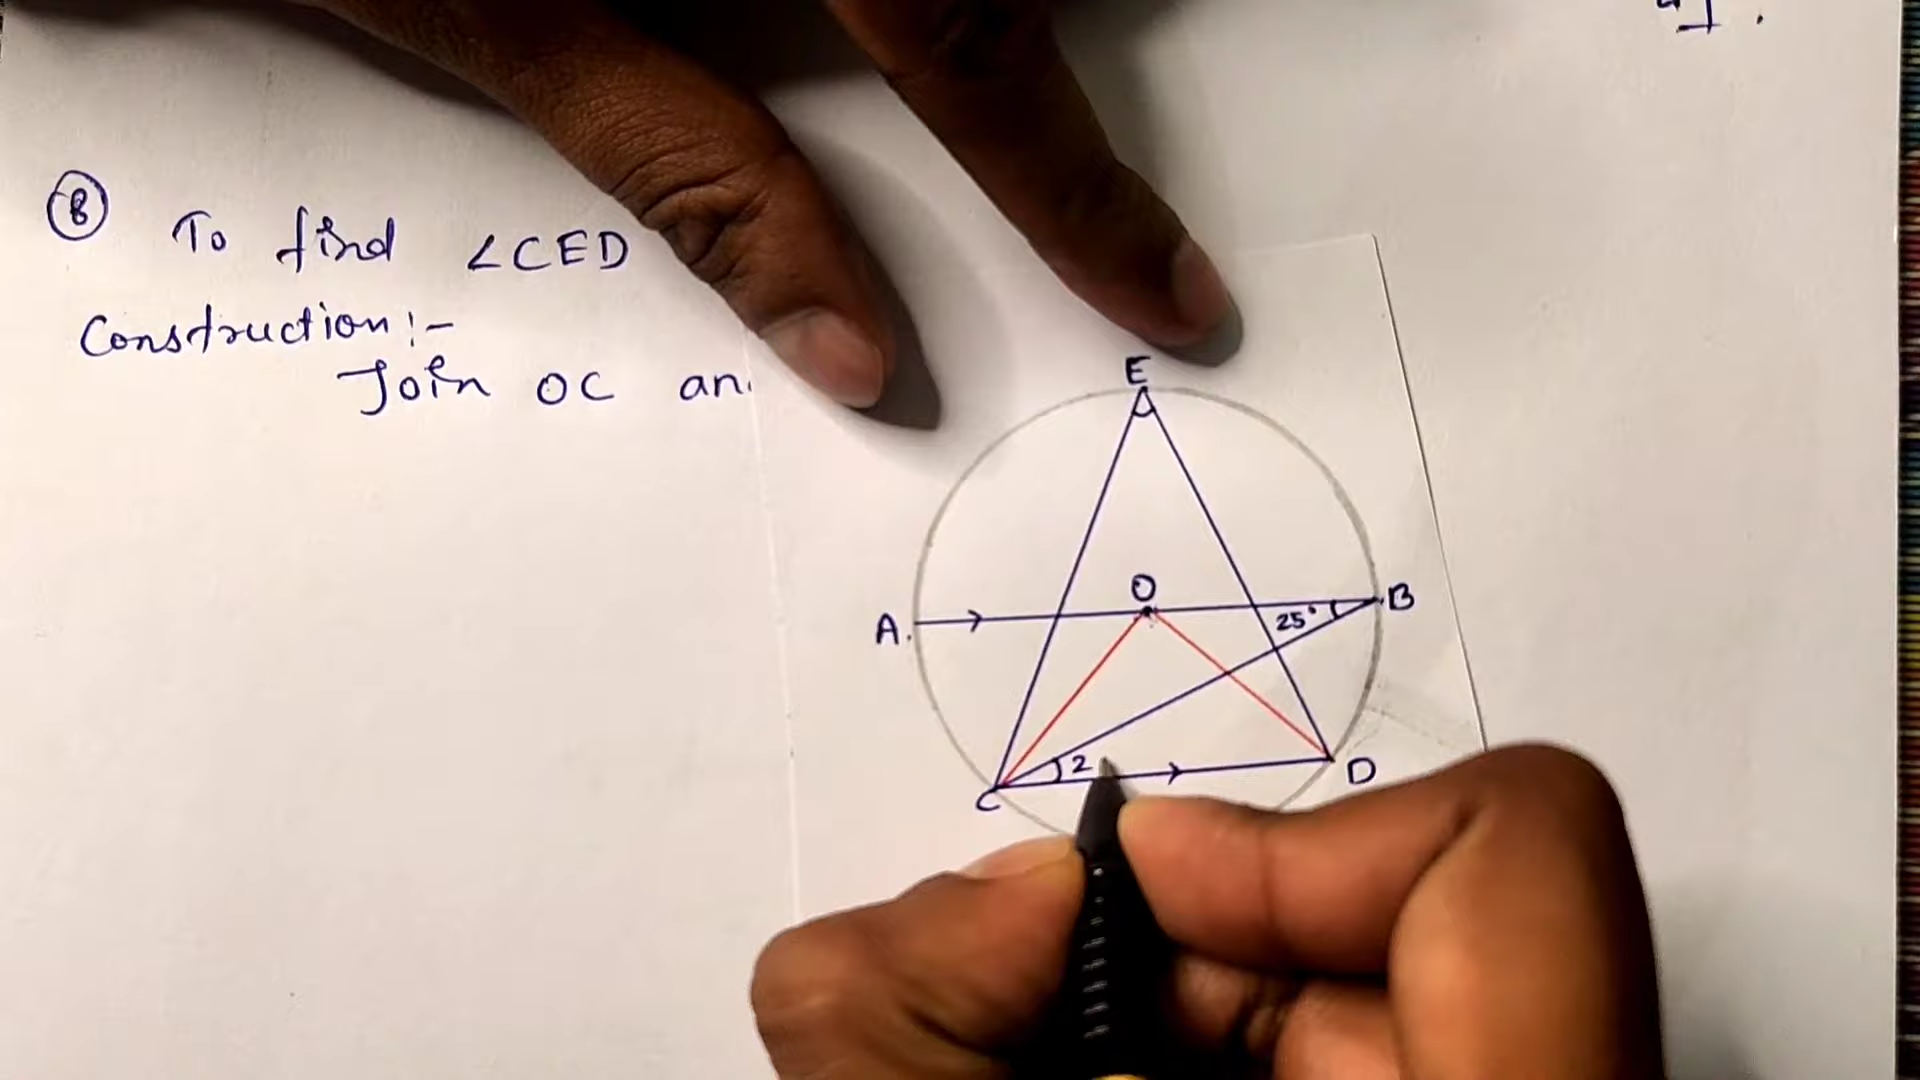 8 To find ∠CED
Construction:-
Join OC an
E
O
A.
25°
B
2
C
D